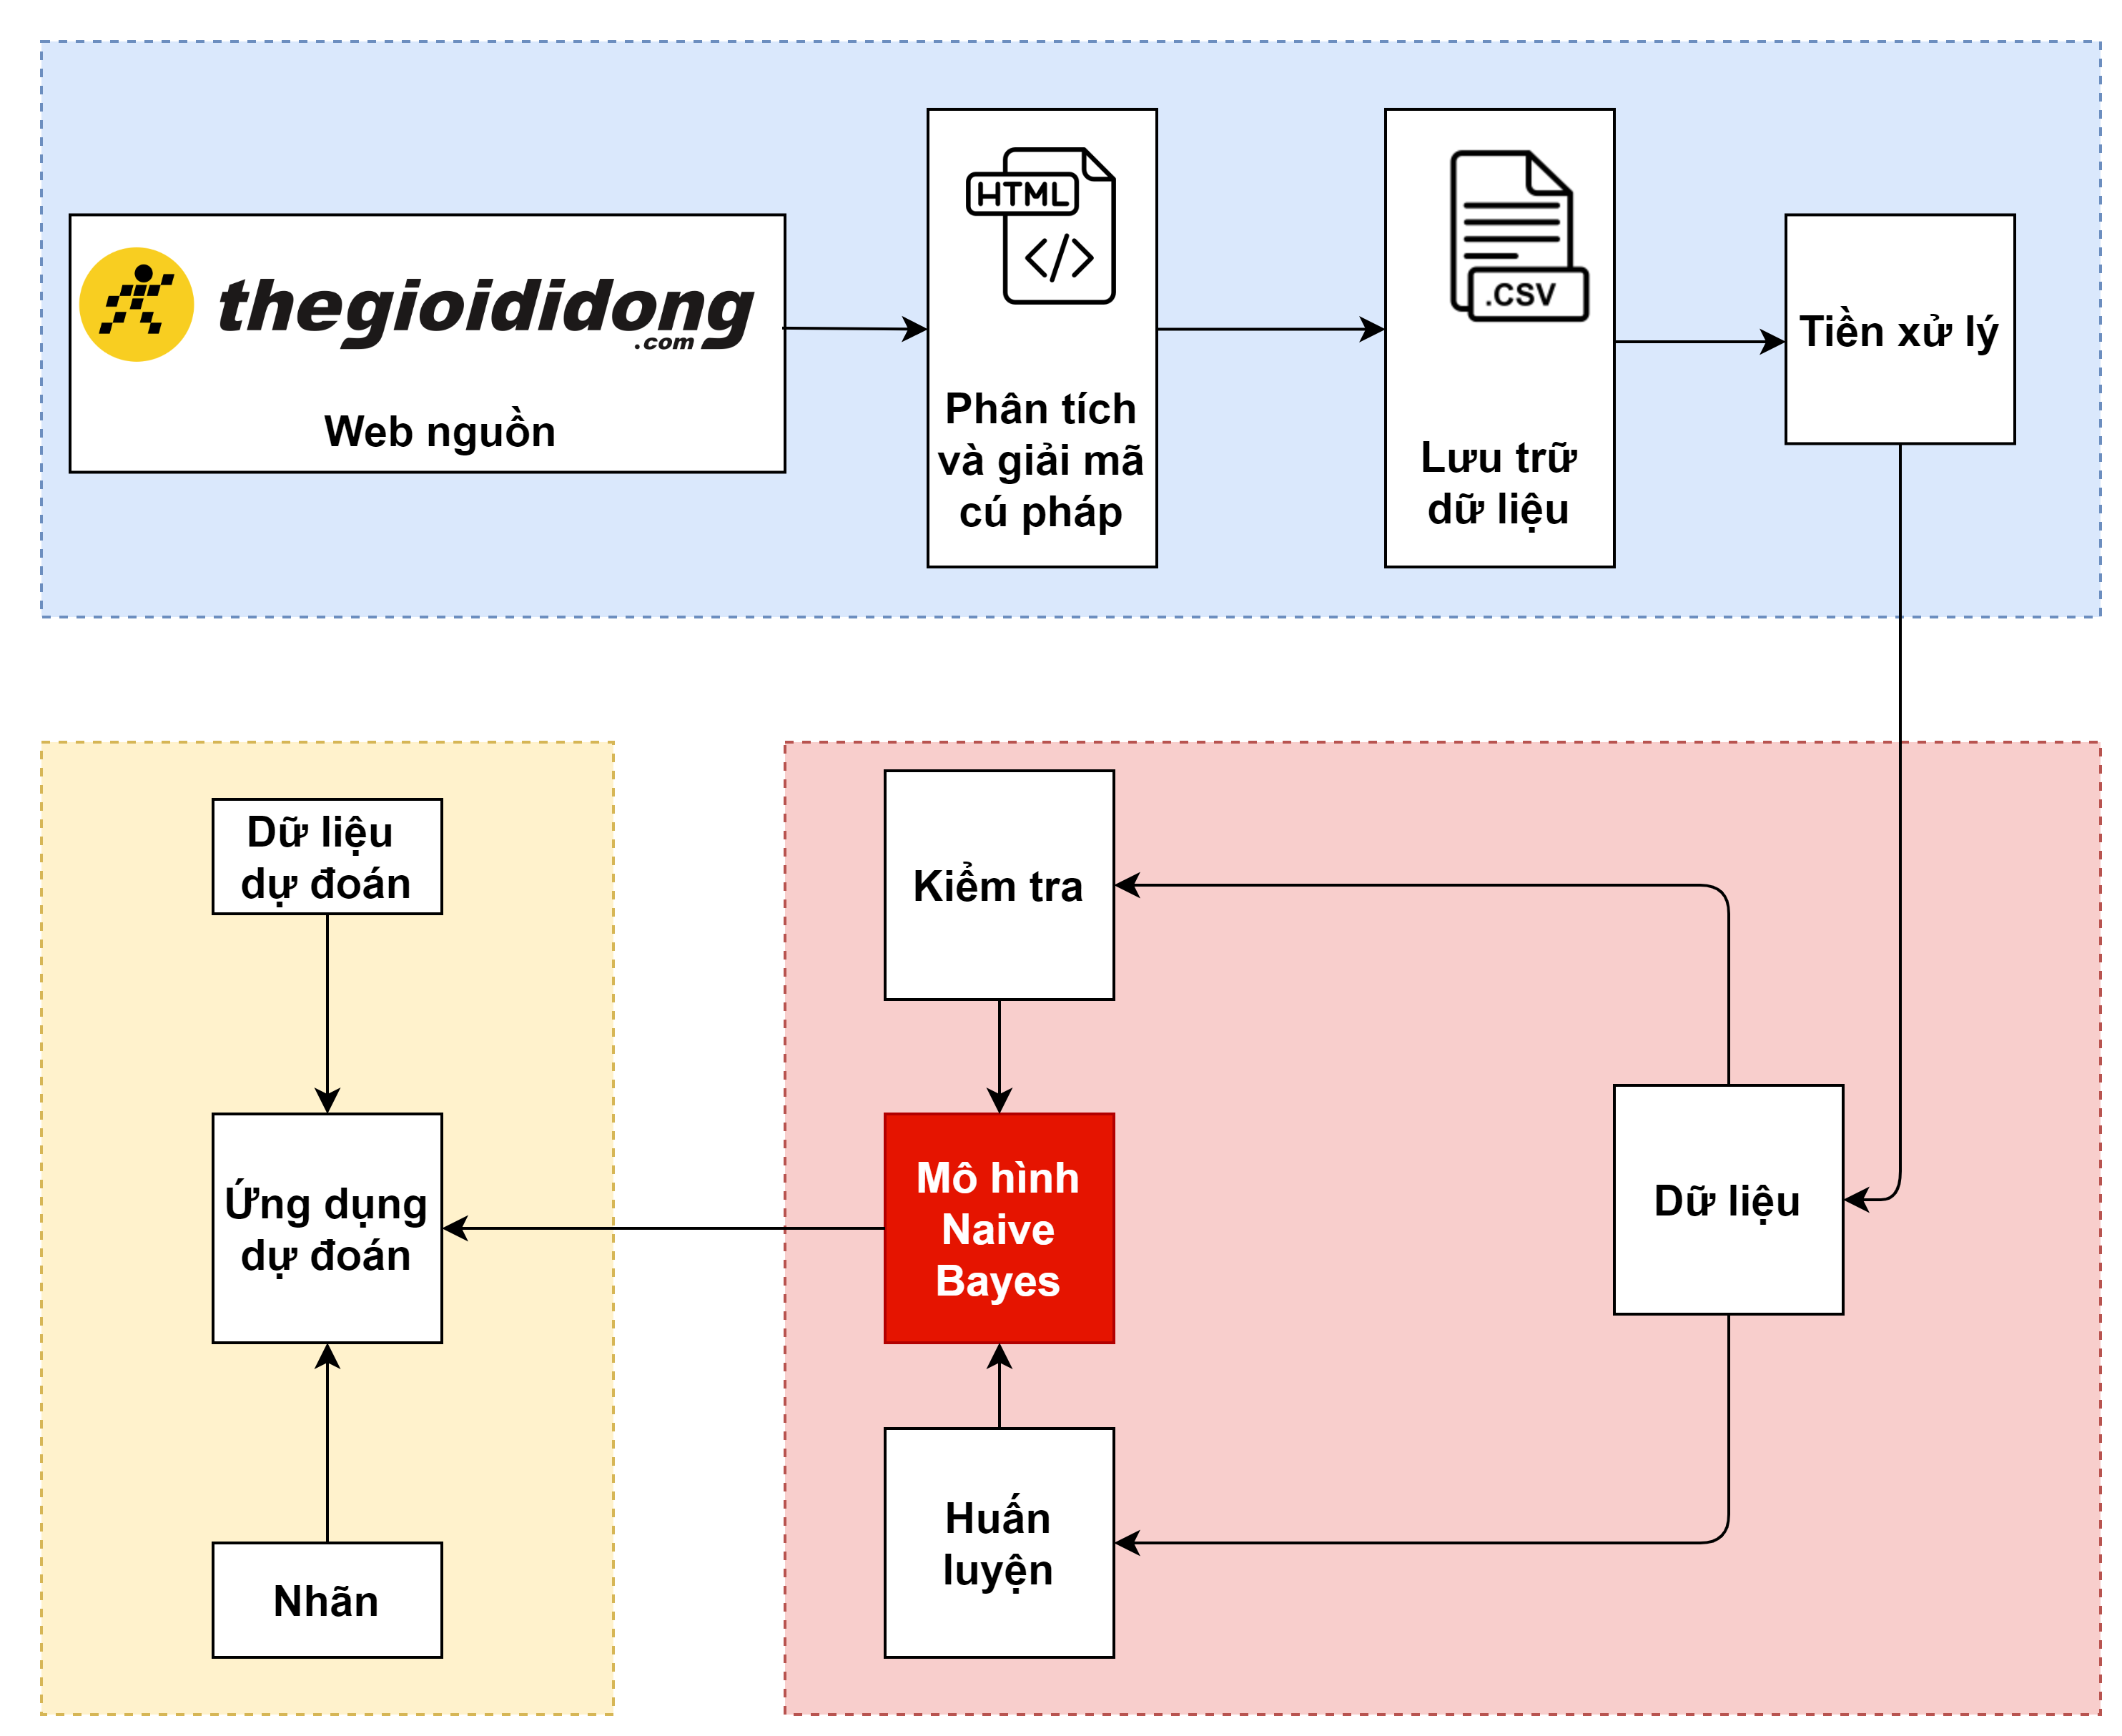 thegioididong
.com
Web nguồn
HTML
</>
Phân tích
và giải mã
cú pháp
.CSV
Lưu trữ
dữ liệu
Tiền xử lý
Dữ liệu
dự đoán
Ứng dụng
dự đoán
Nhãn
Kiểm tra
Mô hình
Naive
Bayes
Huấn
luyện
Dữ liệu